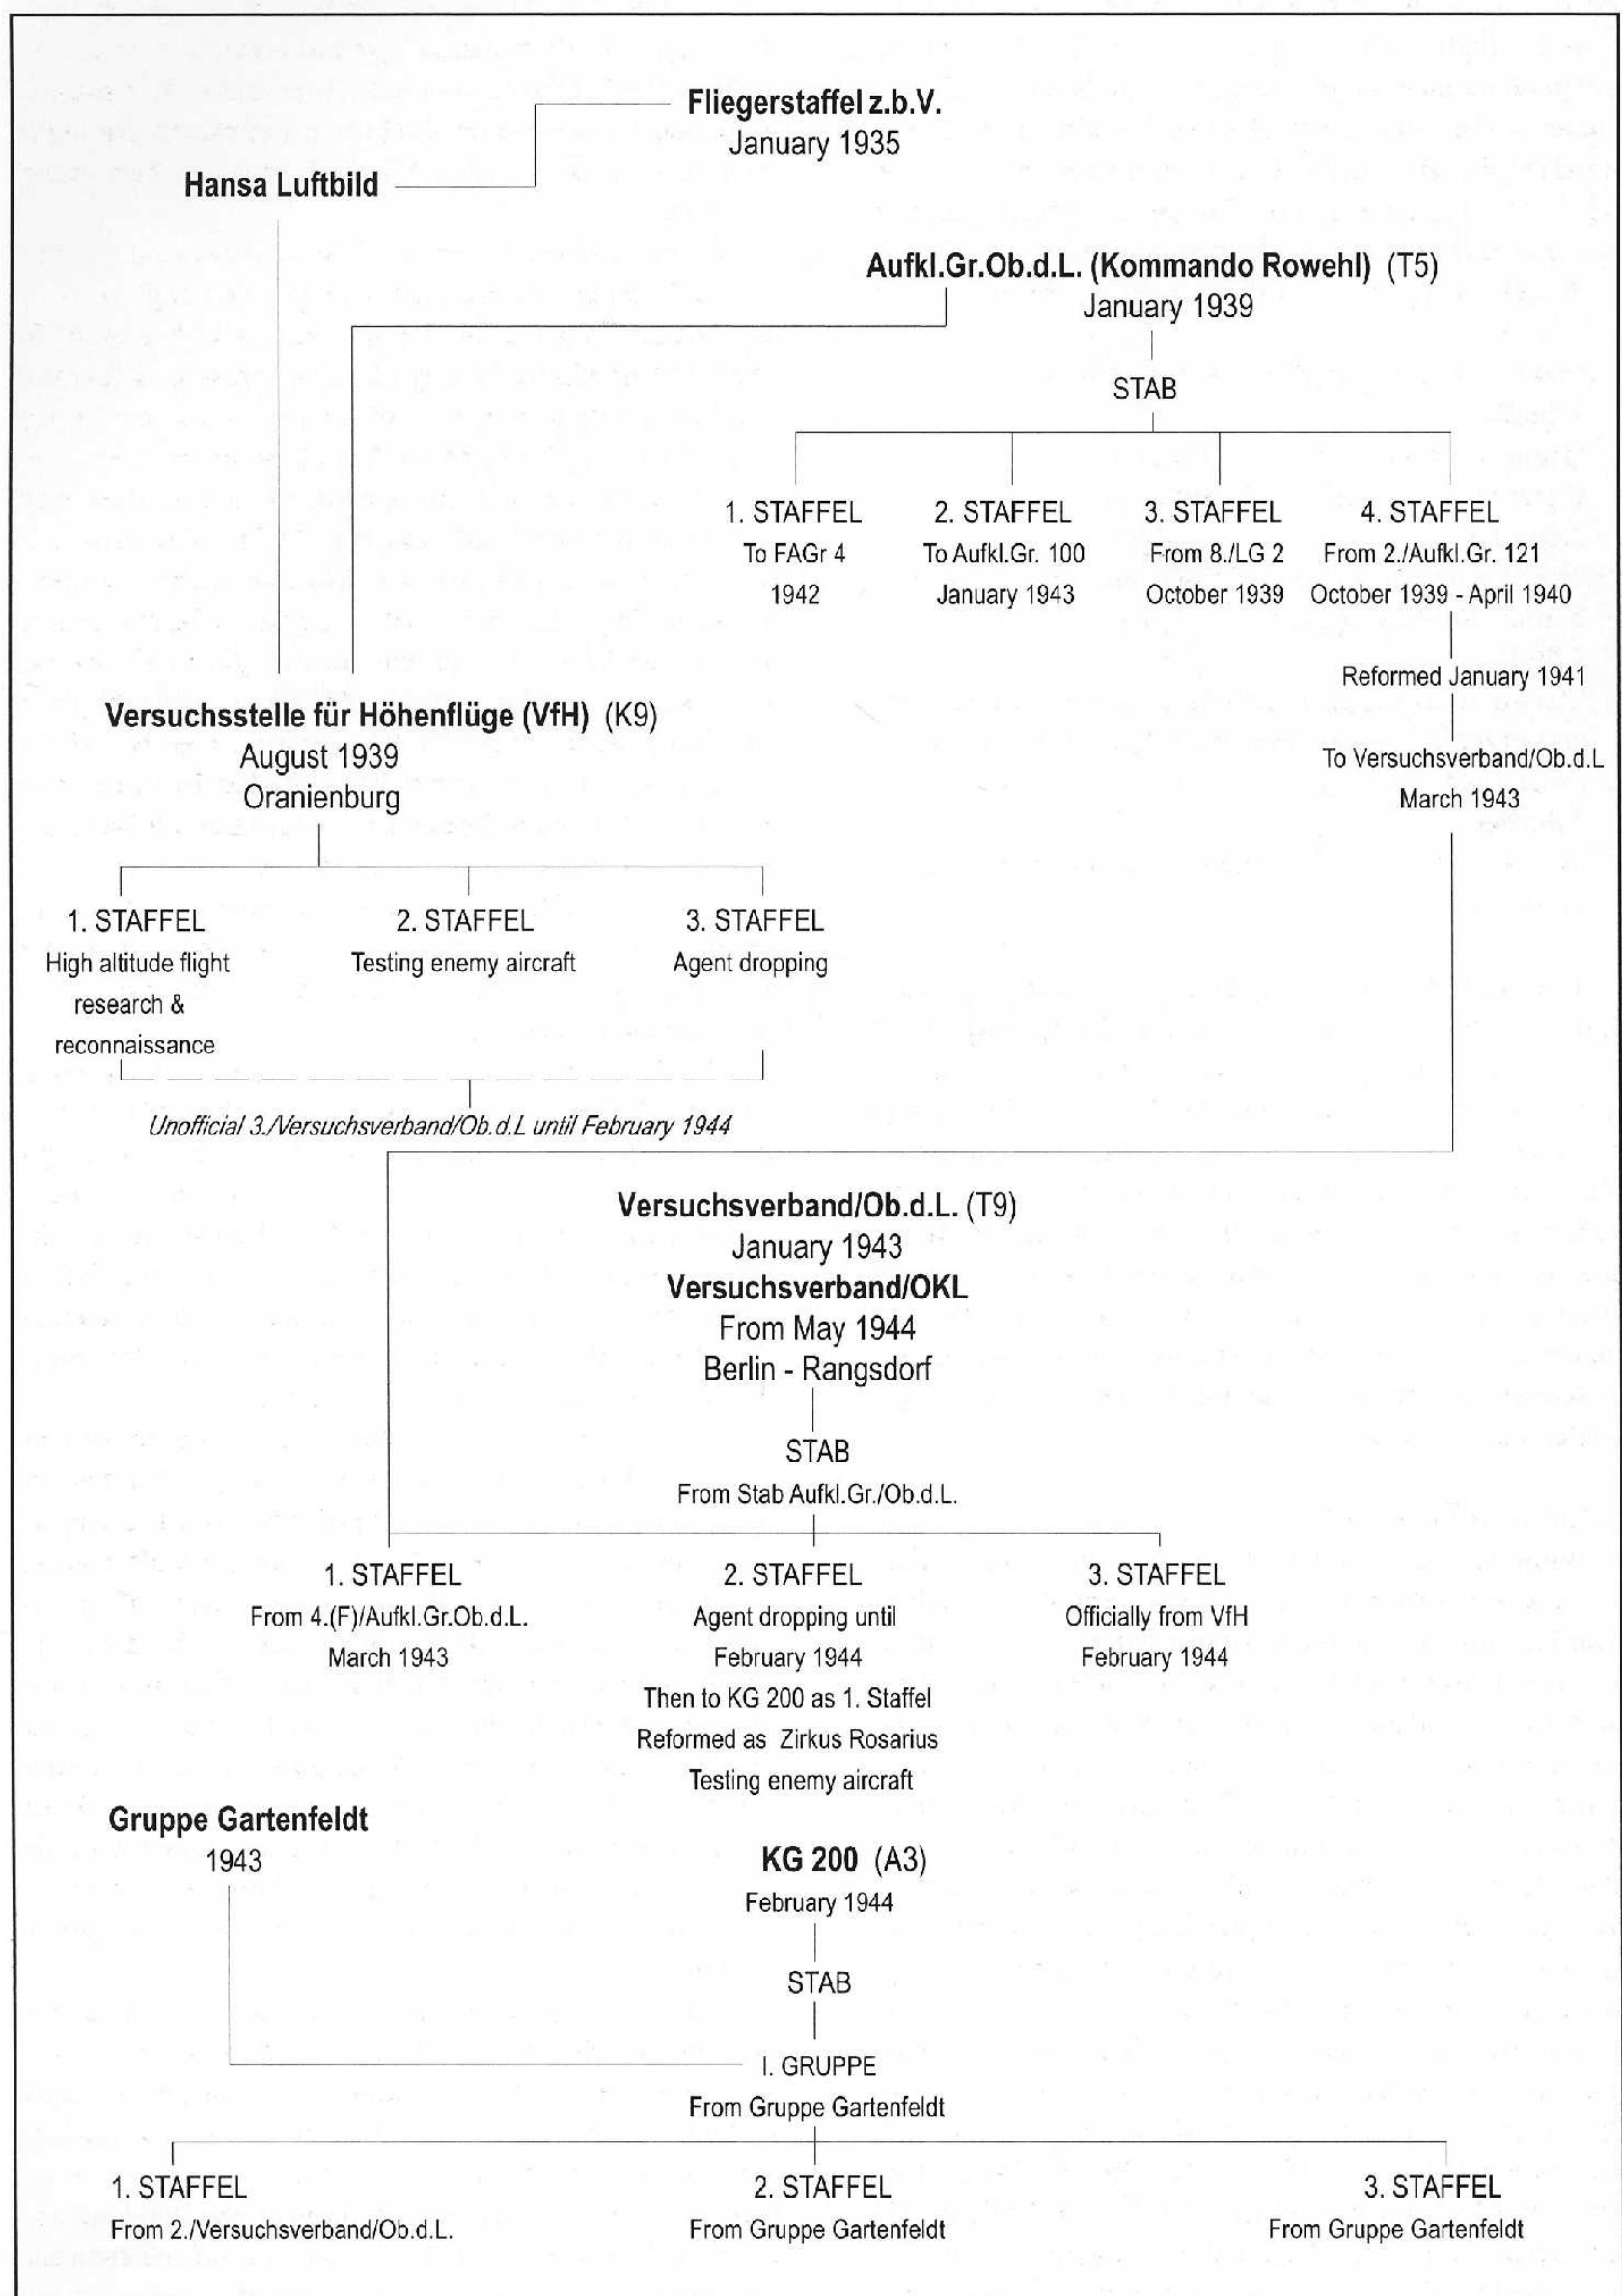 Fliegerstaffel z.b.V.
January 1935
Hansa Luftbild
Aufkl.Gr.Ob.d.L. (Kommando Rowehl) (T5)
January 1939
STAB
1. STAFFEL
To FAGr 4
1942
2. STAFFEL
To Aufkl.Gr. 100
January 1943
3. STAFFEL
From 8./LG 2
October 1939
4. STAFFEL
From 2./Aufkl.Gr. 121
October 1939 - April 1940
Reformed January 1941
To Versuchsverband/Ob.d.L
March 1943
Versuchsstelle für Höhenflüge (VfH) (K9)
August 1939
Oranienburg
1. STAFFEL
High altitude flight
research &
reconnaissance
2. STAFFEL
Testing enemy aircraft
3. STAFFEL
Agent dropping
Unofficial 3./Versuchsverband/Ob.d.L until February 1944
Versuchsverband/Ob.d.L. (T9)
January 1943
Versuchsverband/OKL
From May 1944
Berlin - Rangsdorf
STAB
From Stab Aufkl.Gr./Ob.d.L.
1. STAFFEL
From 4.(F)/Aufkl.Gr.Ob.d.L.
March 1943
2. STAFFEL
Agent dropping until
February 1944
Then to KG 200 as 1. Staffel
Reformed as Zirkus Rosarius
Testing enemy aircraft
3. STAFFEL
Officially from VfH
February 1944
Gruppe Gartenfeldt
1943
KG 200 (A3)
February 1944
STAB
I. GRUPPE
From Gruppe Gartenfeldt
1. STAFFEL
From 2./Versuchsverband/Ob.d.L.
2. STAFFEL
From Gruppe Gartenfeldt
3. STAFFEL
From Gruppe Gartenfeldt